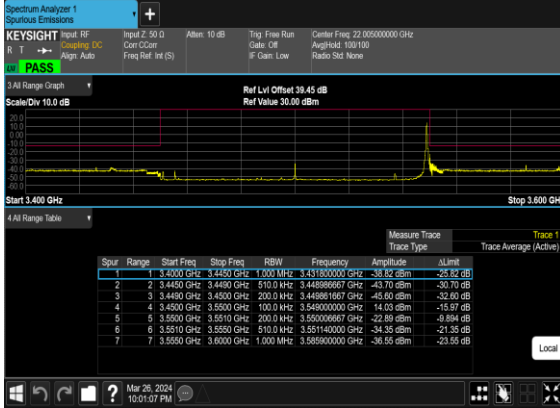 Spectrum Analyzer 1
Spurious Emissions
+
KEYSIGHT Input: RF Input Z: 50 Ω Atten: 10 dB Trig: Free Run Center Freq: 22.005000000 GHz
R T Coupling: DC Corr CCorr Gate: Off Avg|Hold: 100/100
Align: Auto Freq Ref: Int (S) IF Gain: Low Radio Std: None
LXI PASS
3 All Range Graph Ref Lvl Offset 39.45 dB
Scale/Div 10.0 dB Ref Value 30.00 dBm
20.0
10.0
0.00
-10.0
-20.0
-30.0
-40.0
-50.0
-60.0
Start 3.400 GHz Stop 3.600 GH
4 All Range Table
Measure Trace Trace 1
Trace Type Trace Average (Active)
Spur Range Start Freq Stop Freq RBW Frequency Amplitude ΔLimit
1 1 3.4000 GHz 3.4450 GHz 1.000 MHz 3.431800000 GHz -38.82 dBm -25.82 dB
2 2 3.4450 GHz 3.4490 GHz 510.0 kHz 3.448986667 GHz -43.70 dBm -30.70 dB
3 3 3.4490 GHz 3.4500 GHz 200.0 kHz 3.449861667 GHz -45.60 dBm -32.60 dB
4 4 3.4500 GHz 3.5500 GHz 100.0 kHz 3.549000000 GHz 14.03 dBm -15.97 dB
5 5 3.5500 GHz 3.5510 GHz 200.0 kHz 3.550006667 GHz -22.89 dBm -9.894 dB
6 6 3.5510 GHz 3.5550 GHz 510.0 kHz 3.551140000 GHz -34.35 dBm -21.35 dB
7 7 3.5550 GHz 3.6000 GHz 1.000 MHz 3.585900000 GHz -36.55 dBm -23.55 dB
Local
? Mar 26, 2024
10:01:07 PM